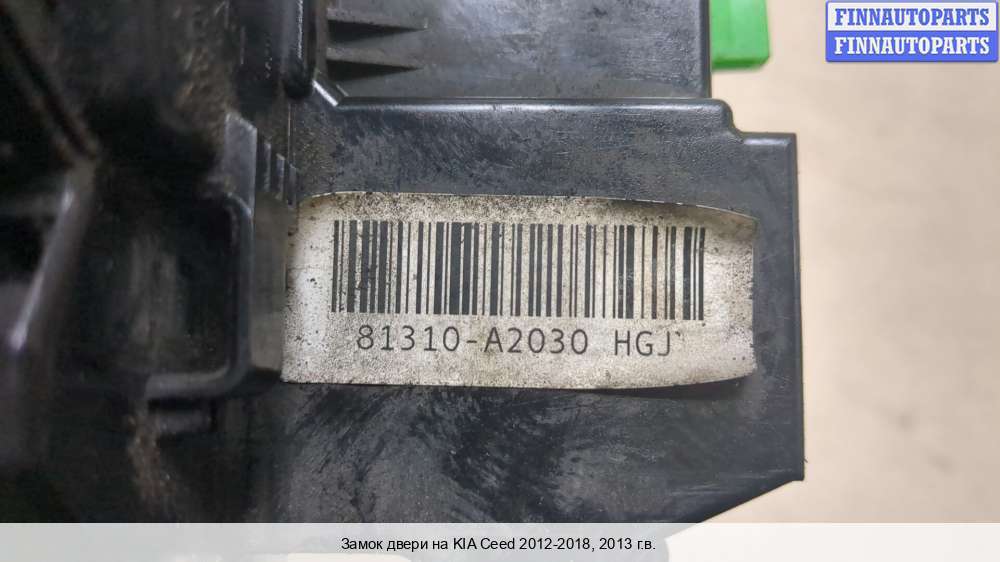 FINNAUTOPARTS
FINNAUTOPARTS
81310-A2030 HGJ
Замок двери на KIA Ceed 2012-2018, 2013 г.в.